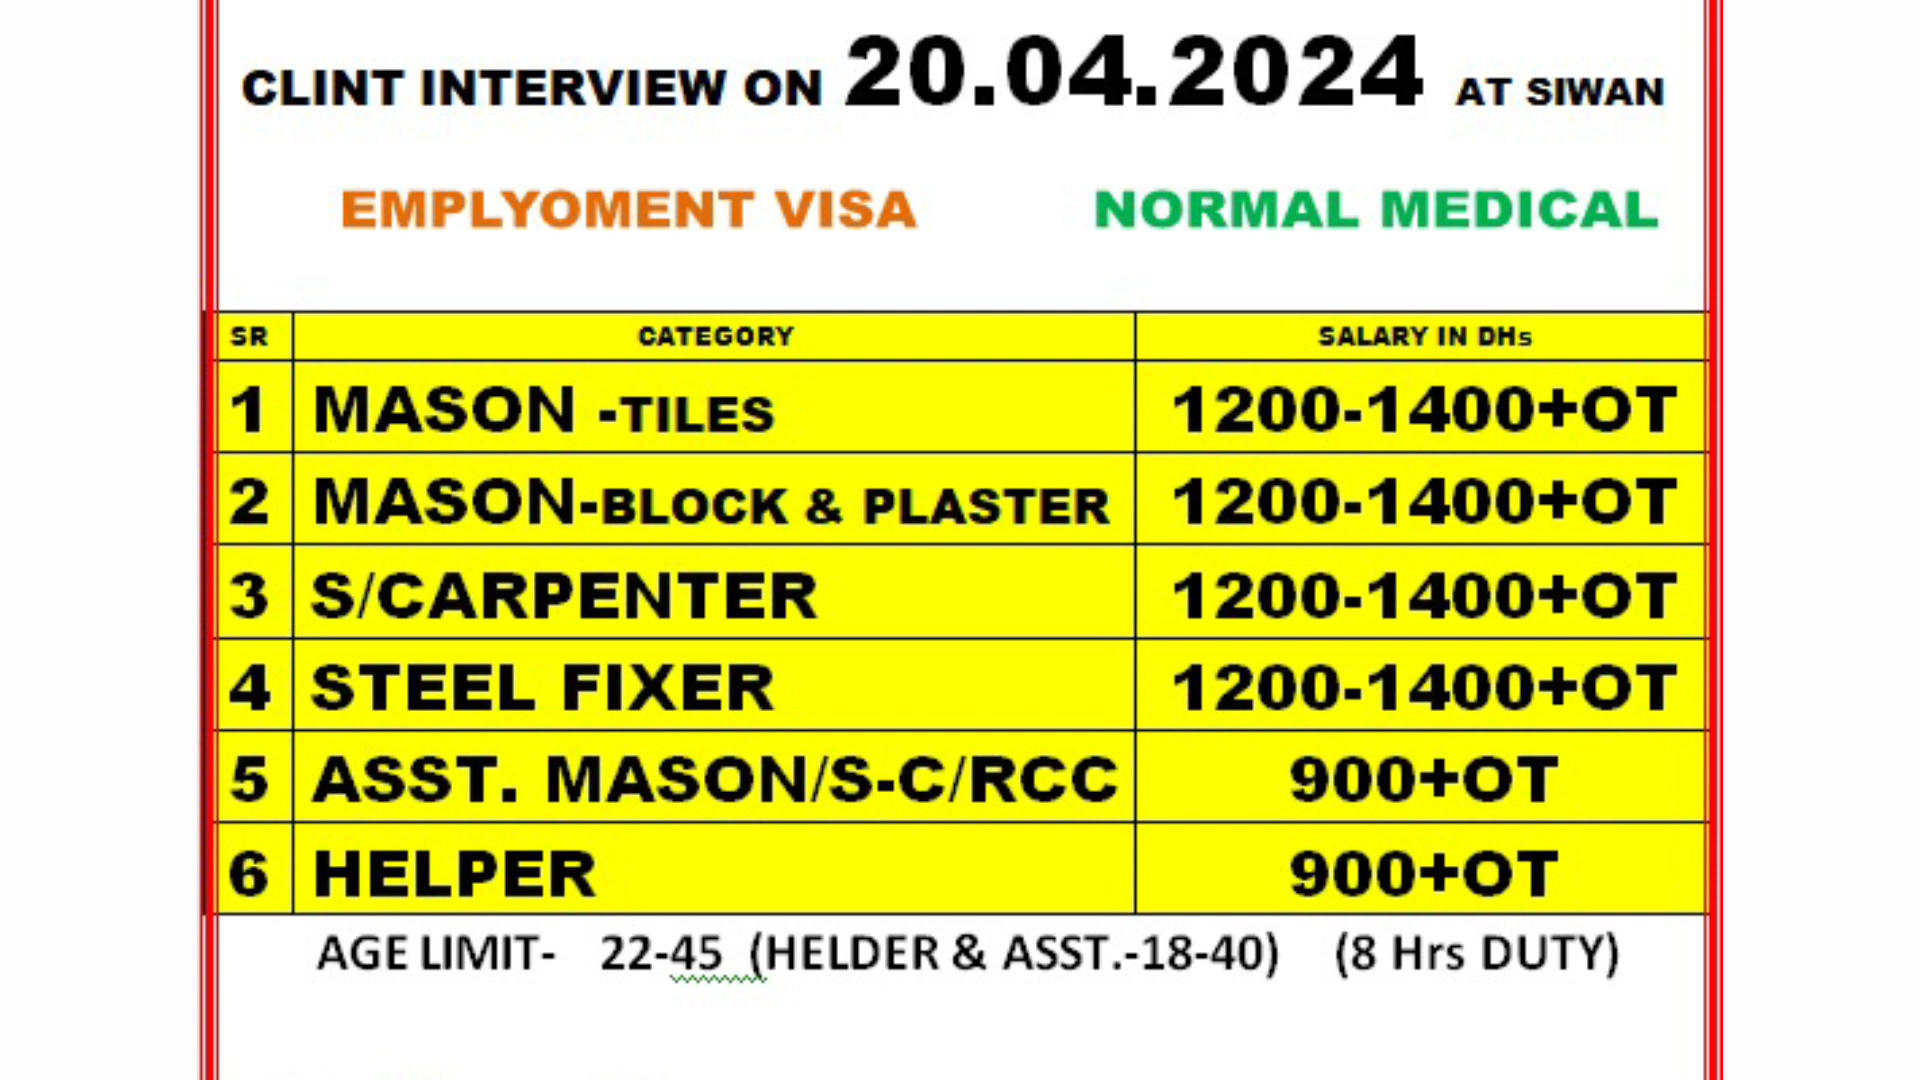 CLINT INTERVIEW ON 20.04.2024 AT SIWAN
EMPLYOMENT VISA NORMAL MEDICAL
SR CATEGORY SALARY IN DHs
1 MASON -TILES 1200-1400+OT
2 MASON-BLOCK & PLASTER 1200-1400+OT
3 S/CARPENTER 1200-1400+OT
4 STEEL FIXER 1200-1400+OT
5 ASST. MASON/S-C/RCC 900+OT
6 HELPER 900+OT
AGE LIMIT- 22-45 (HELDER & ASST.-18-40) (8 Hrs DUTY)